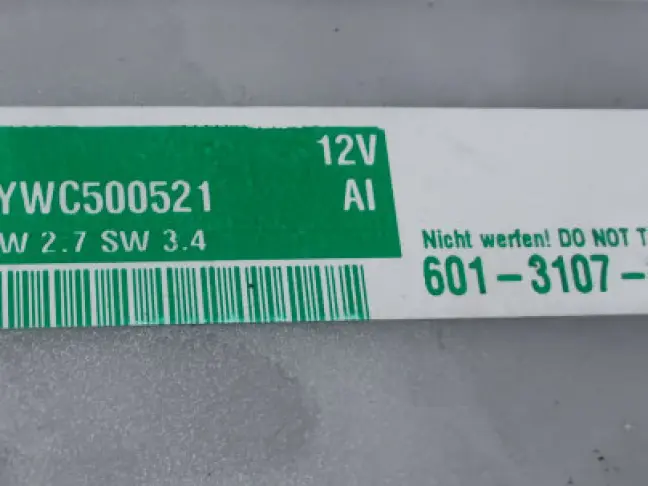 12V
YWC500521 AI
W 2.7 SW 3.4
Nicht werfen! DO NOT T
601-3107-